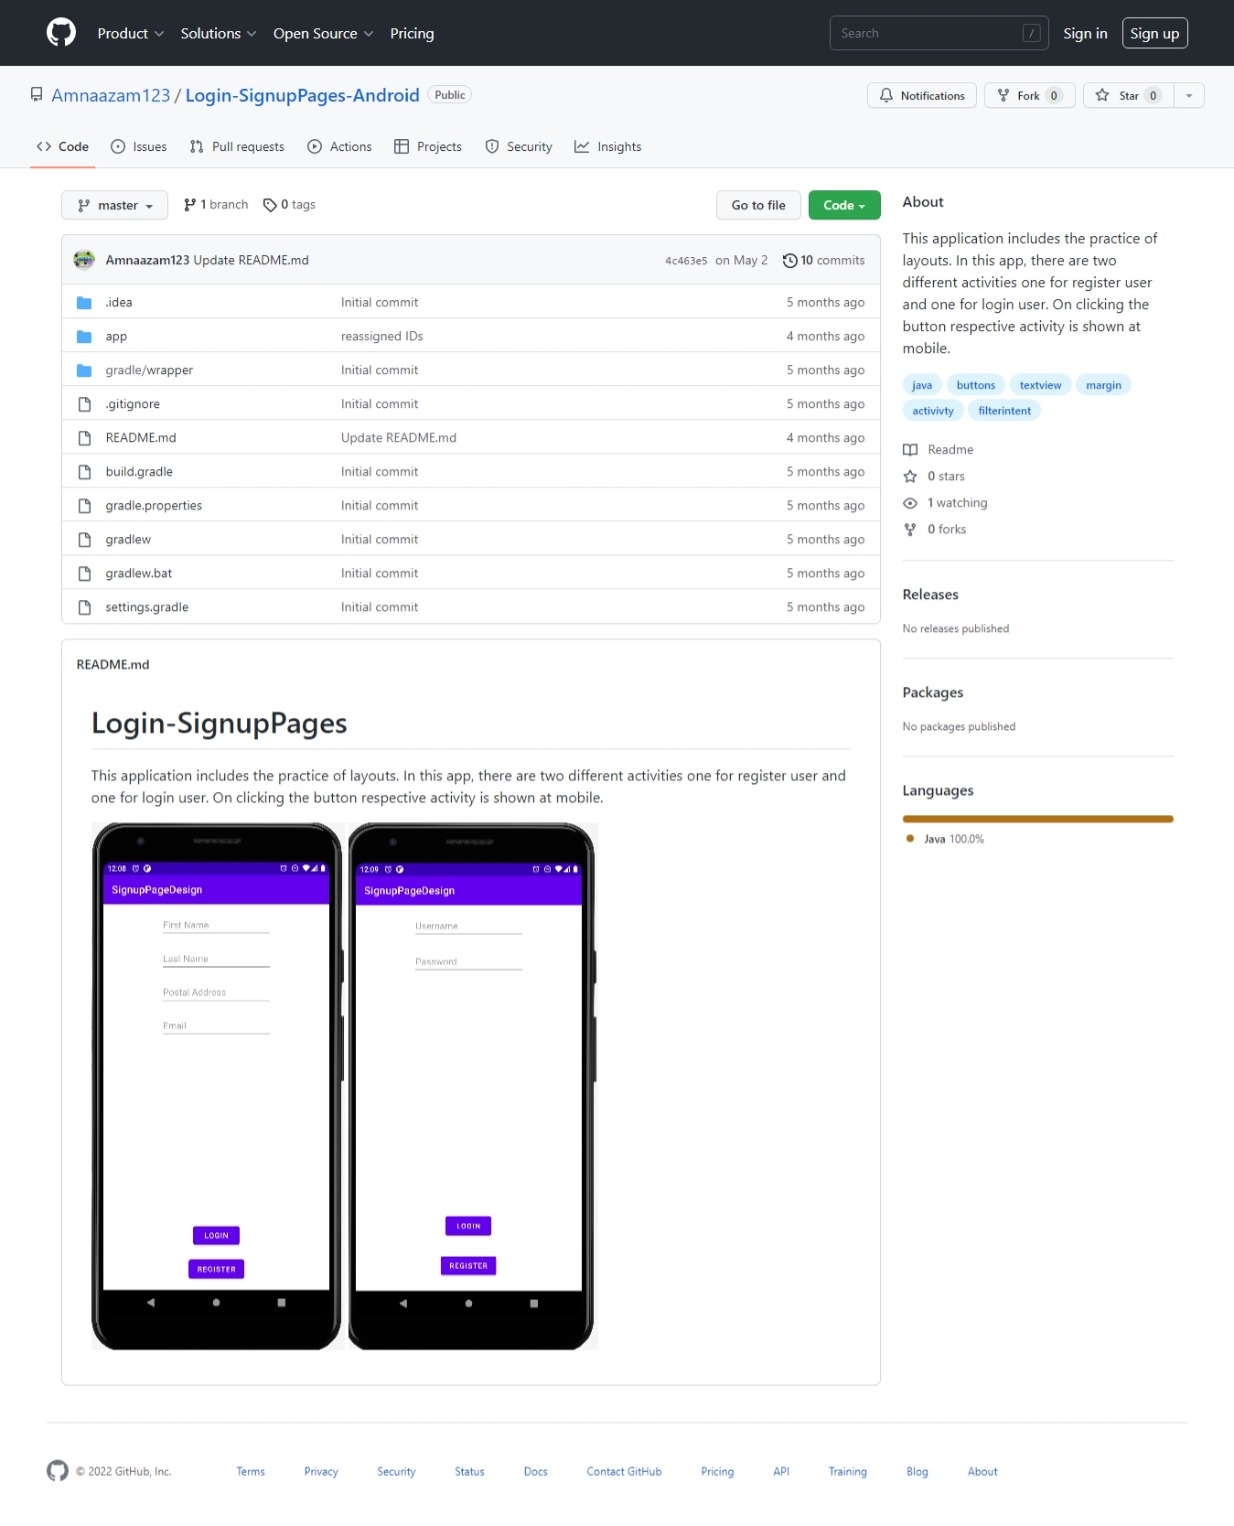 Product Solutions Open Source Pricing Search / Sign in Sign up
Amnaazam123 / Login-SignupPages-Android Public Notifications Fork 0 Star 0
Code Issues Pull requests Actions Projects Security Insights
master 1 branch 0 tags Go to file Code
Amnaazam123 Update README.md 4c463e5 on May 2 10 commits
.idea Initial commit 5 months ago
app reassigned IDs 4 months ago
gradle/wrapper Initial commit 5 months ago
.gitignore Initial commit 5 months ago
README.md Update README.md 4 months ago
build.gradle Initial commit 5 months ago
gradle.properties Initial commit 5 months ago
gradlew Initial commit 5 months ago
gradlew.bat Initial commit 5 months ago
settings.gradle Initial commit 5 months ago
README.md
Login-SignupPages
This application includes the practice of layouts. In this app, there are two different activities one for register user and
one for login user. On clicking the button respective activity is shown at mobile.
12:08
SignupPageDesign
First Name
Last Name
Postal Address
Email
LOGIN
REGISTER
12:09
SignupPageDesign
Username
Password
LOGIN
REGISTER
About
This application includes the practice of
layouts. In this app, there are two
different activities one for register user
and one for login user. On clicking the
button respective activity is shown at
mobile.
java buttons textview margin
activivty filterintent
Readme
0 stars
1 watching
0 forks
Releases
No releases published
Packages
No packages published
Languages
Java 100.0%
© 2022 GitHub, Inc. Terms Privacy Security Status Docs Contact GitHub Pricing API Training Blog About